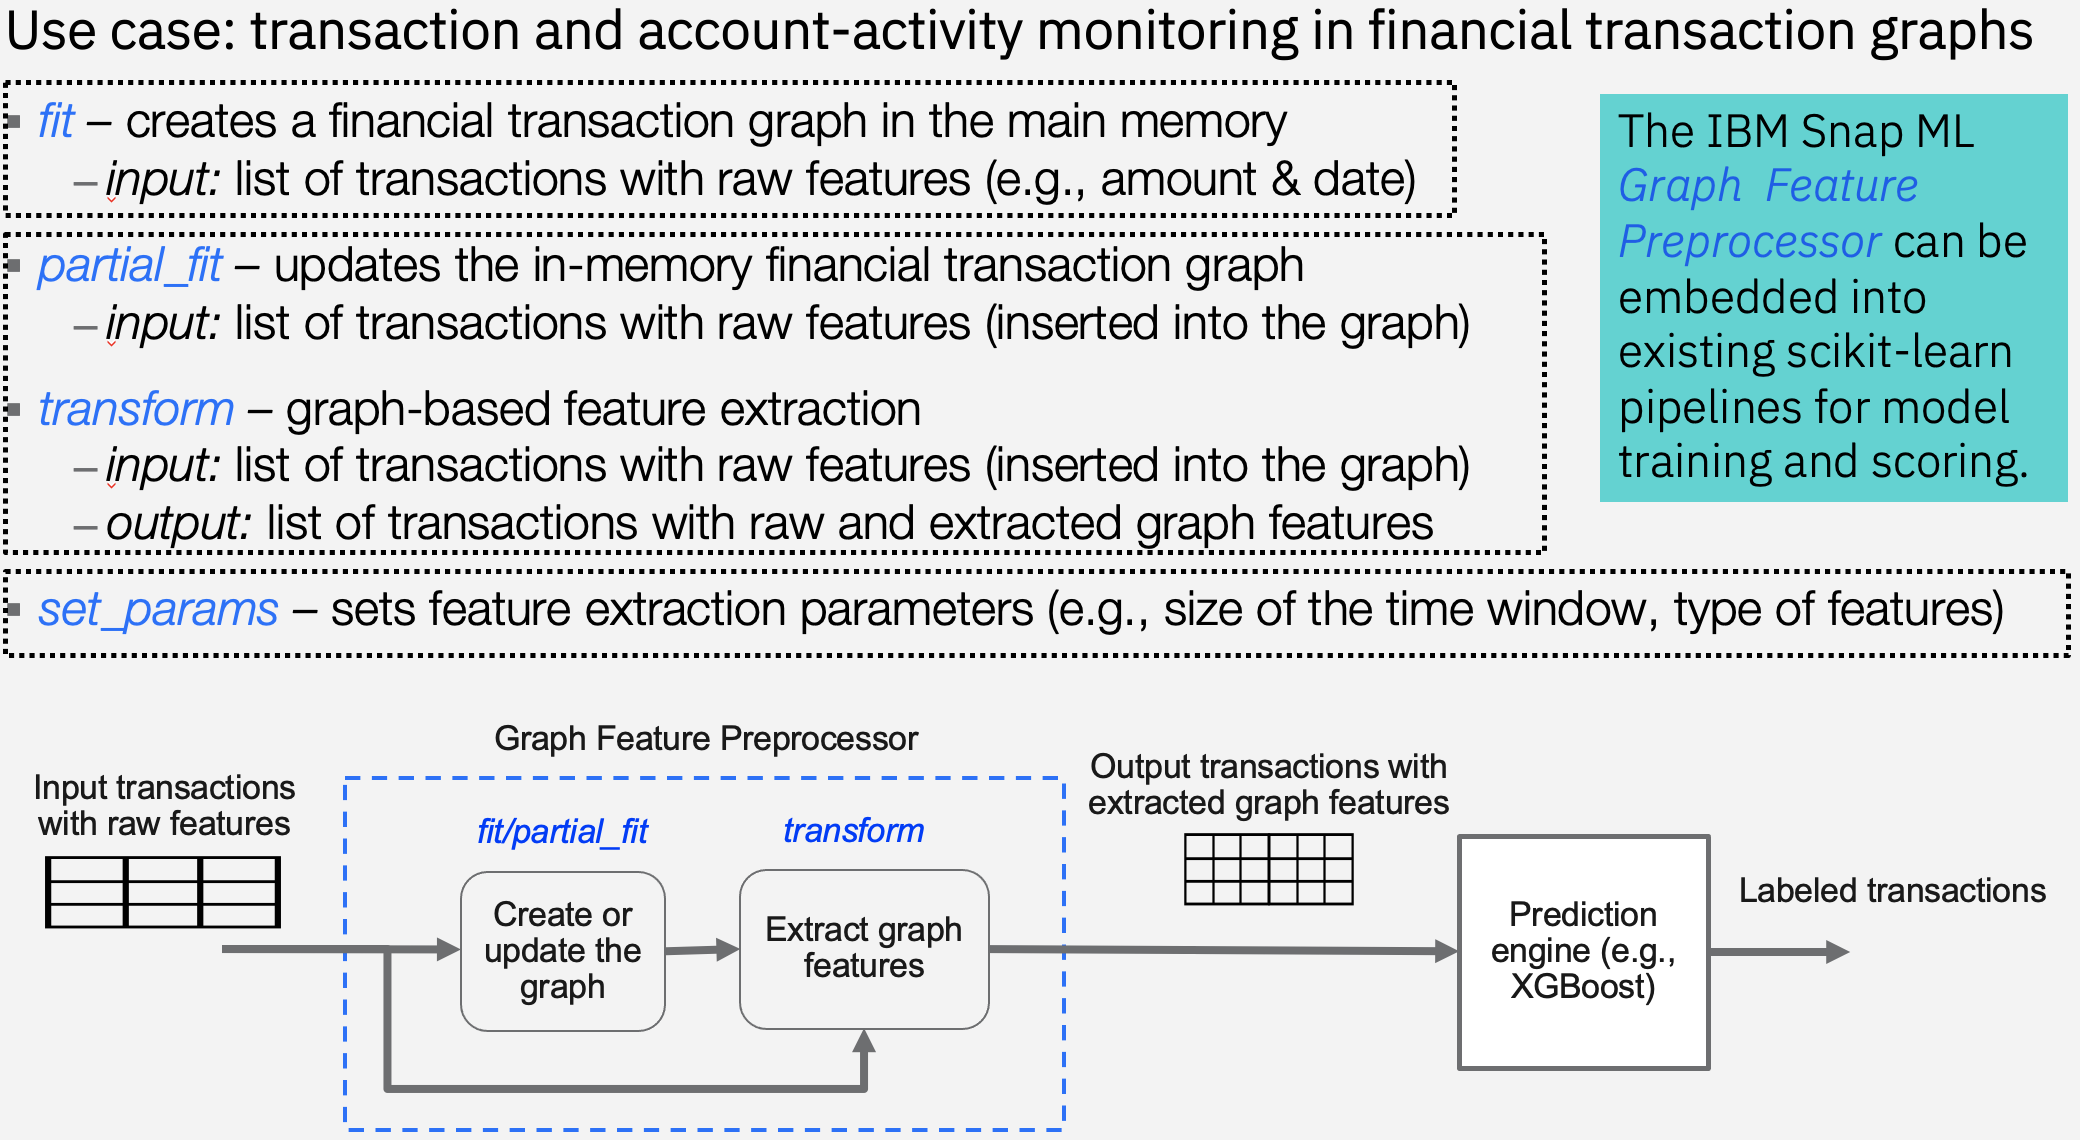 Use case: transaction and account-activity monitoring in financial transaction graphs
▪ fit – creates a financial transaction graph in the main memory
– input: list of transactions with raw features (e.g., amount & date)
▪ partial_fit – updates the in-memory financial transaction graph
– input: list of transactions with raw features (inserted into the graph)
▪ transform – graph-based feature extraction
– input: list of transactions with raw features (inserted into the graph)
– output: list of transactions with raw and extracted graph features
▪ set_params – sets feature extraction parameters (e.g., size of the time window, type of features)
The IBM Snap ML
Graph Feature
Preprocessor can be
embedded into
existing scikit-learn
pipelines for model
training and scoring.
Graph Feature Preprocessor
Input transactions
with raw features
fit/partial_fit
Create or
update the
graph
transform
Extract graph
features
Output transactions with
extracted graph features
Prediction
engine (e.g.,
XGBoost)
Labeled transactions